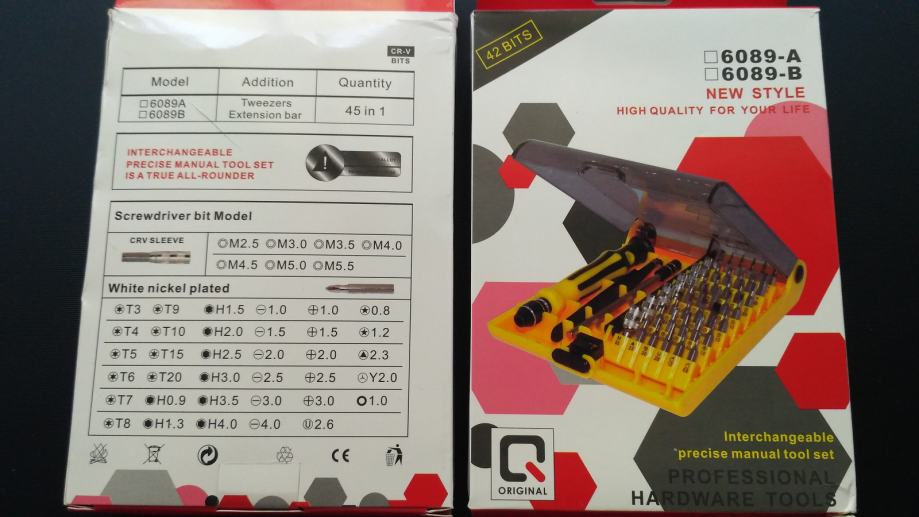 CR-V
BITS
Model Addition Quantity
□6089A Tweezers 45 in 1
□6089B Extension bar
INTERCHANGEABLE
PRECISE MANUAL TOOL SET
IS A TRUE ALL-ROUNDER
!
Screwdriver bit Model
CRV SLEEVE
M2.5 M3.0 M3.5 M4.0
M4.5 M5.0 M5.5
White nickel plated
T3 T9 H1.5 1.0 1.0 0.8
T4 T10 H2.0 1.5 1.5 1.2
T5 T15 H2.5 2.0 2.0 2.3
T6 T20 H3.0 2.5 2.5 Y2.0
T7 H0.9 H3.5 3.0 3.0 1.0
T8 H1.3 H4.0 4.0 U2.6
CE
42 BITS
□6089-A
□6089-B
NEW STYLE
HIGH QUALITY FOR YOUR LIFE
Q
ORIGINAL
Interchangeable
precise manual tool set
PROFESSIONAL
HARDWARE TOOLS